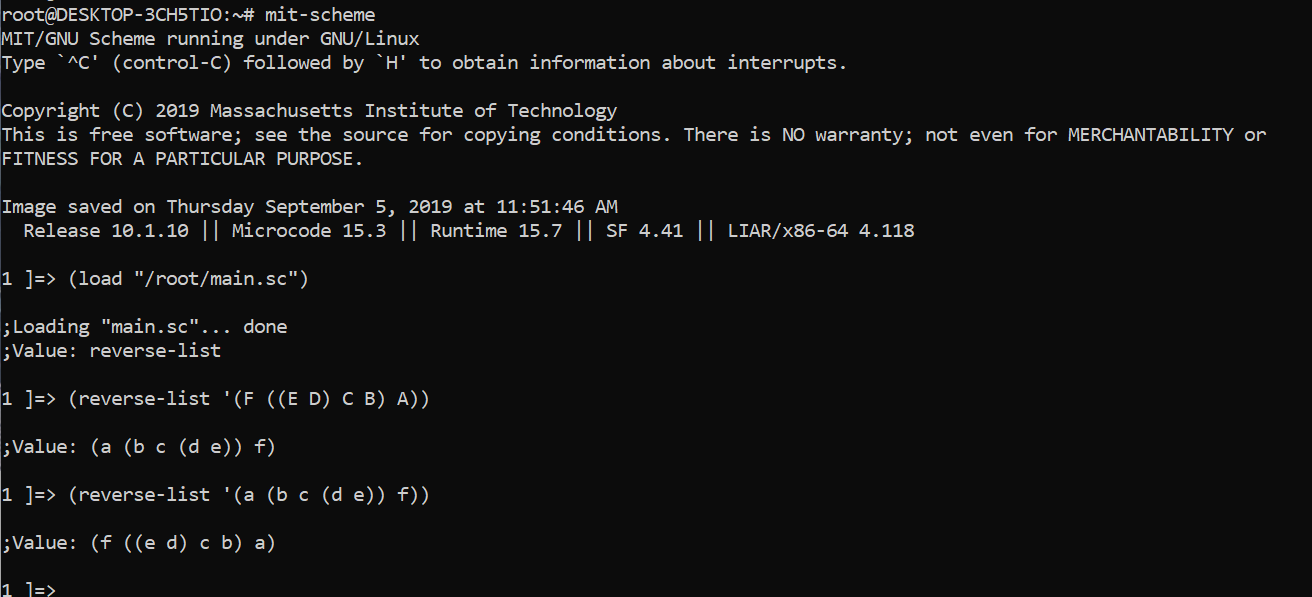 root@DESKTOP-3CH5TIO:~# mit-scheme
MIT/GNU Scheme running under GNU/Linux
Type `^C' (control-C) followed by `H' to obtain information about interrupts.
Copyright (C) 2019 Massachusetts Institute of Technology
This is free software; see the source for copying conditions. There is NO warranty; not even for MERCHANTABILITY or
FITNESS FOR A PARTICULAR PURPOSE.
Image saved on Thursday September 5, 2019 at 11:51:46 AM
  Release 10.1.10 || Microcode 15.3 || Runtime 15.7 || SF 4.41 || LIAR/x86-64 4.118
1 ]=> (load "/root/main.sc")
;Loading "main.sc"... done
;Value: reverse-list
1 ]=> (reverse-list '(F ((E D) C B) A))
;Value: (a (b c (d e)) f)
1 ]=> (reverse-list '(a (b c (d e)) f))
;Value: (f ((e d) c b) a)
1 ]=>